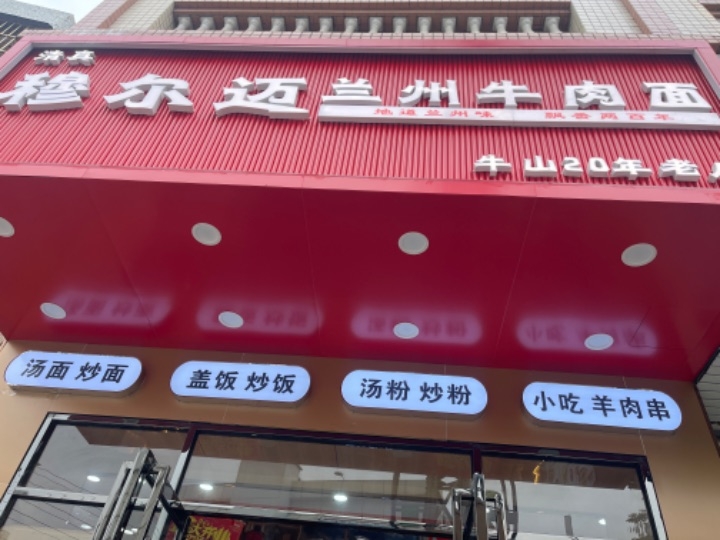 清真
穆尔迈兰州牛肉面
地道兰州味 飘香两百年
牛山20年老
汤面 炒面
盖饭 炒饭
汤粉 炒粉
小吃 羊肉串